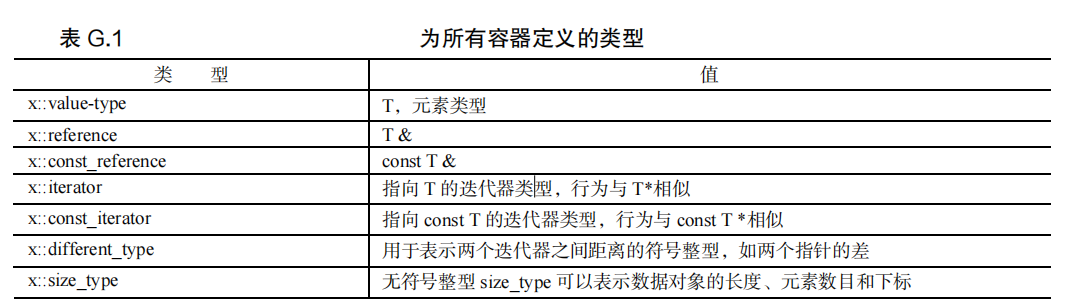 表 G.1 为所有容器定义的类型
类 型 值
x::value-type T，元素类型
x::reference T &
x::const_reference const T &
x::iterator 指向 T 的迭代器类型，行为与 T*相似
x::const_iterator 指向 const T 的迭代器类型，行为与 const T *相似
x::different_type 用于表示两个迭代器之间距离的符号整型，如两个指针的差
x::size_type 无符号整型 size_type 可以表示数据对象的长度、元素数目和下标